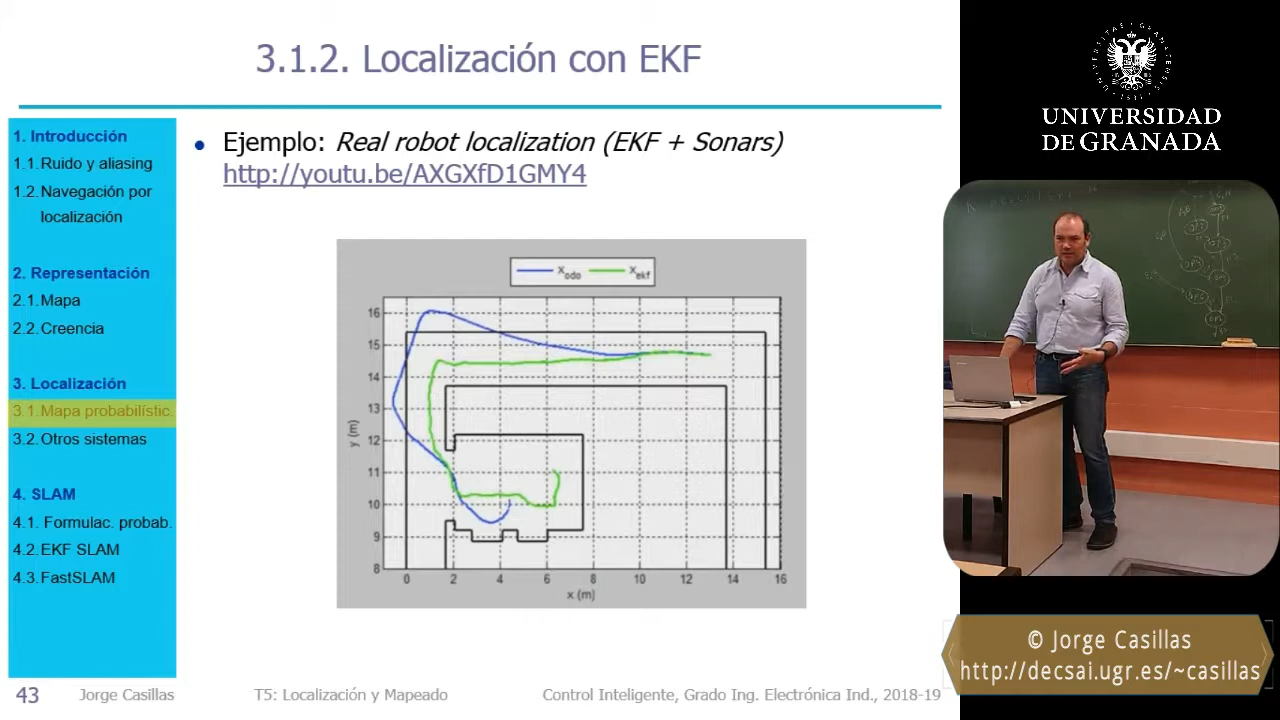 3.1.2. Localización con EKF
1. Introducción
1.1. Ruido y aliasing
1.2. Navegación por
localización
2. Representación
2.1. Mapa
2.2. Creencia
3. Localización
3.1. Mapa probabilístic.
3.2. Otros sistemas
4. SLAM
4.1. Formulac. probab.
4.2. EKF SLAM
4.3. FastSLAM
• Ejemplo: Real robot localization (EKF + Sonars)
http://youtu.be/AXGXfD1GMY4
X_odo X_ekf
16
15
14
13
12
11
10
9
8
y (m)
0 2 4 6 8 10 12 14 16
x (m)
43 Jorge Casillas T5: Localización y Mapeado Control Inteligente, Grado Ing. Electrónica Ind., 2018-19
UNIVERSIDAD
DE GRANADA
© Jorge Casillas
http://decsai.ugr.es/~casillas